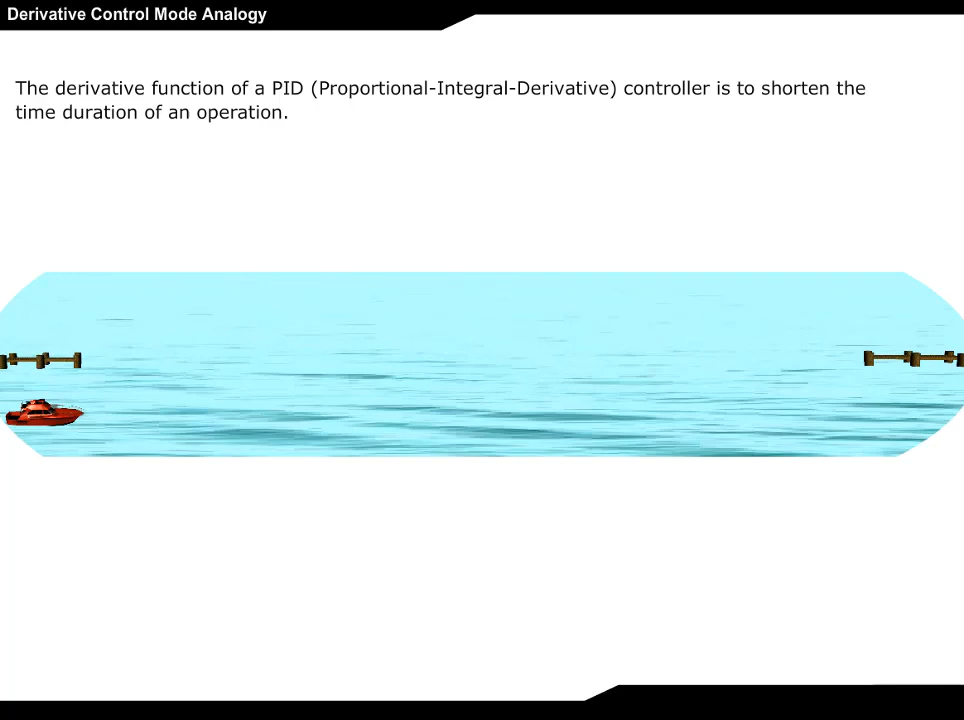 Derivative Control Mode Analogy
The derivative function of a PID (Proportional-Integral-Derivative) controller is to shorten the
time duration of an operation.